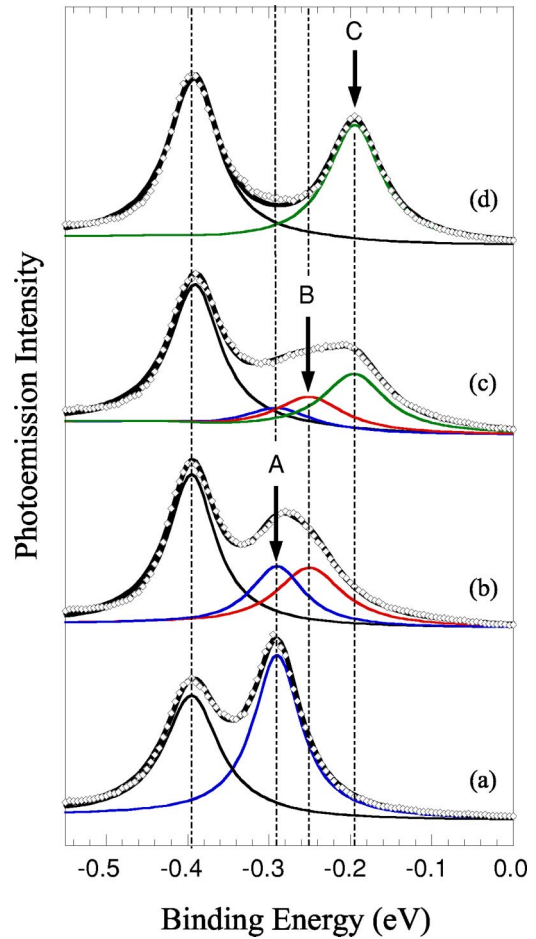 C
(d)
B
(c)
A
(b)
(a)
Photoemission Intensity
-0.5 -0.4 -0.3 -0.2 -0.1 0.0
Binding Energy (eV)